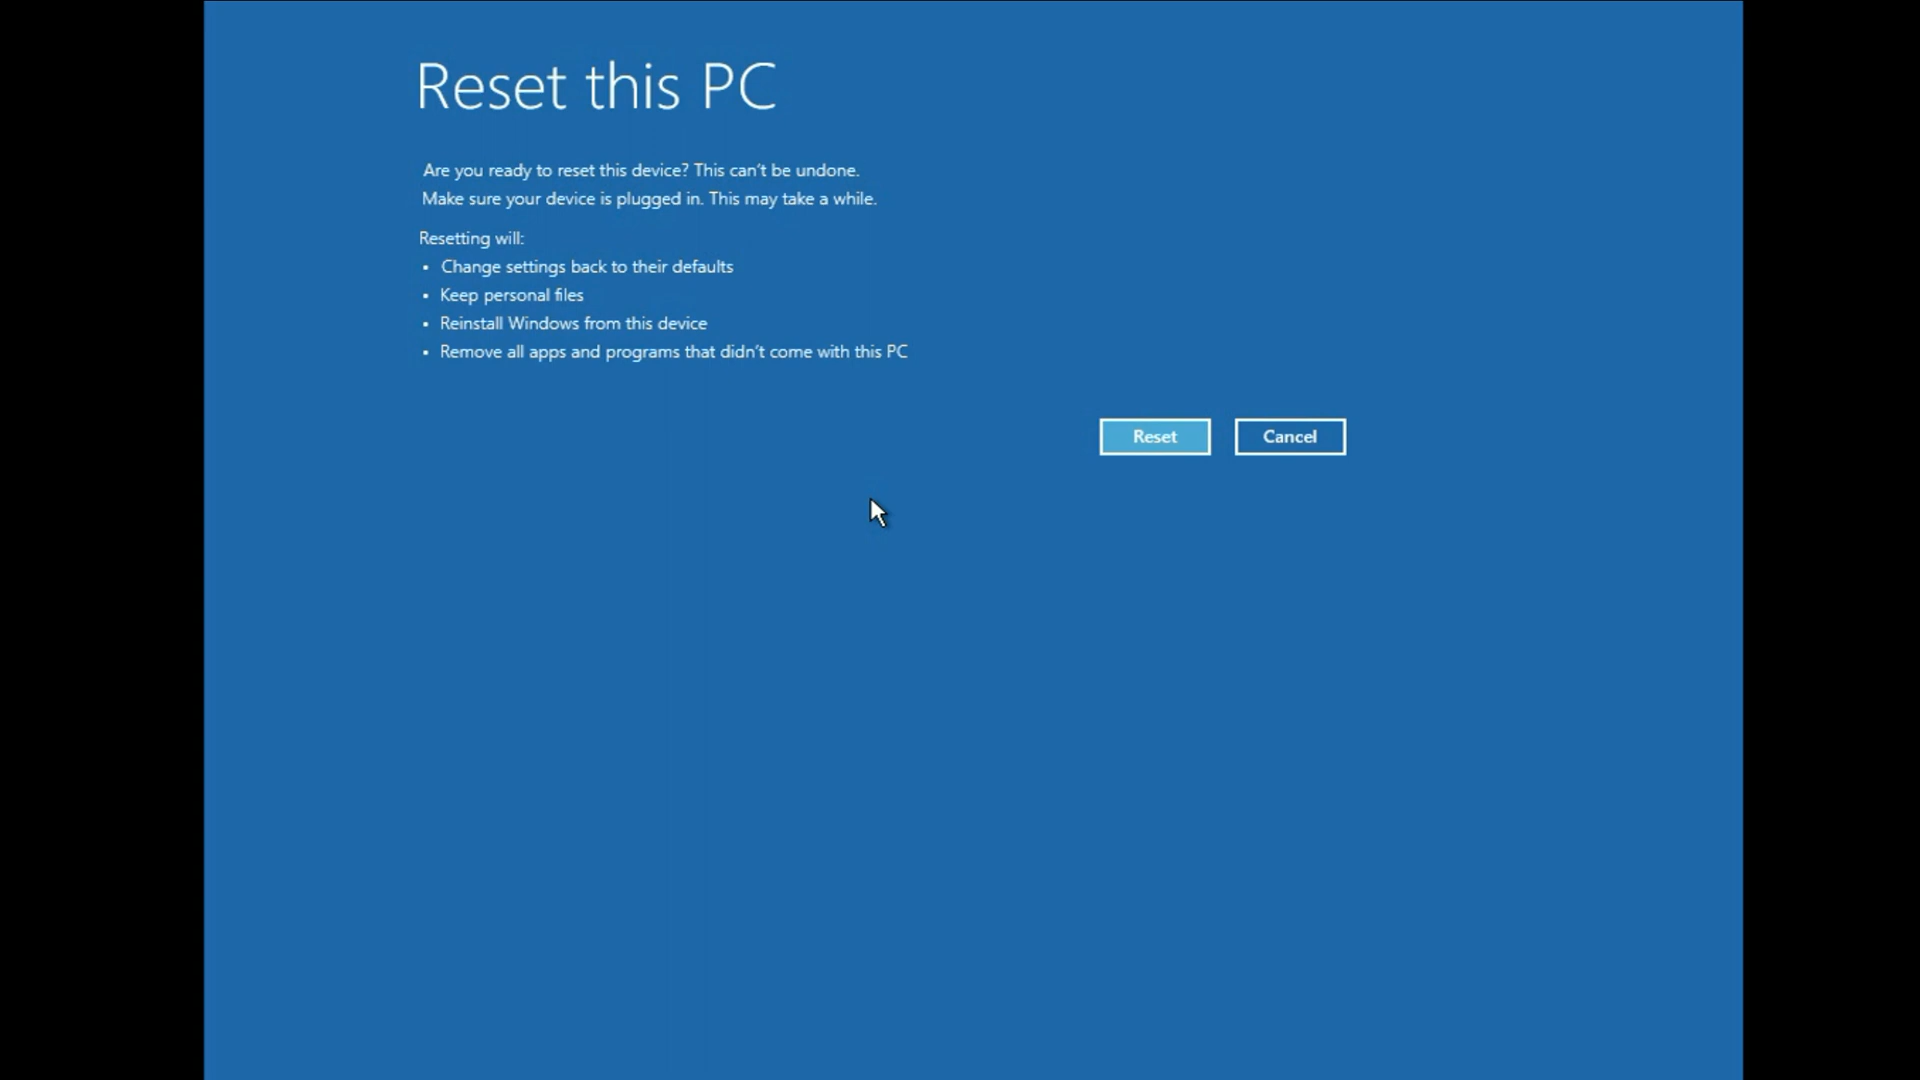 Reset this PC
Are you ready to reset this device? This can't be undone.
Make sure your device is plugged in. This may take a while.
Resetting will:
• Change settings back to their defaults
• Keep personal files
• Reinstall Windows from this device
• Remove all apps and programs that didn't come with this PC
Reset Cancel